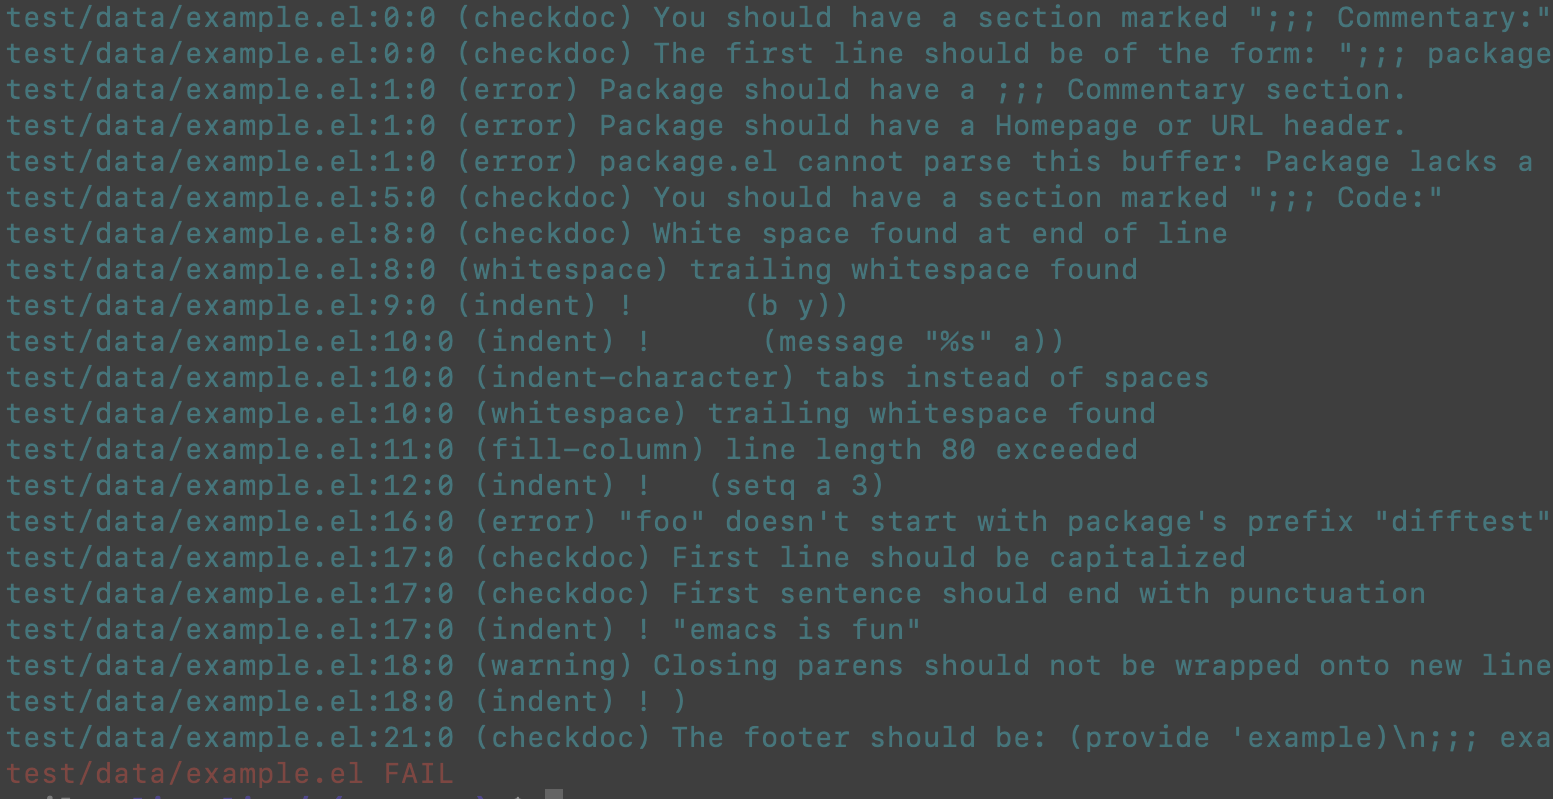 test/data/example.el:0:0 (checkdoc) You should have a section marked ";;; Commentary:"
test/data/example.el:0:0 (checkdoc) The first line should be of the form: ";;; package
test/data/example.el:1:0 (error) Package should have a ;;; Commentary section.
test/data/example.el:1:0 (error) Package should have a Homepage or URL header.
test/data/example.el:1:0 (error) package.el cannot parse this buffer: Package lacks a
test/data/example.el:5:0 (checkdoc) You should have a section marked ";;; Code:"
test/data/example.el:8:0 (checkdoc) White space found at end of line
test/data/example.el:8:0 (whitespace) trailing whitespace found
test/data/example.el:9:0 (indent) !      (b y))
test/data/example.el:10:0 (indent) !      (message "%s" a))
test/data/example.el:10:0 (indent-character) tabs instead of spaces
test/data/example.el:10:0 (whitespace) trailing whitespace found
test/data/example.el:11:0 (fill-column) line length 80 exceeded
test/data/example.el:12:0 (indent) !   (setq a 3)
test/data/example.el:16:0 (error) "foo" doesn't start with package's prefix "difftest"
test/data/example.el:17:0 (checkdoc) First line should be capitalized
test/data/example.el:17:0 (checkdoc) First sentence should end with punctuation
test/data/example.el:17:0 (indent) ! "emacs is fun"
test/data/example.el:18:0 (warning) Closing parens should not be wrapped onto new line
test/data/example.el:18:0 (indent) ! )
test/data/example.el:21:0 (checkdoc) The footer should be: (provide 'example)\n;;; exa
test/data/example.el FAIL